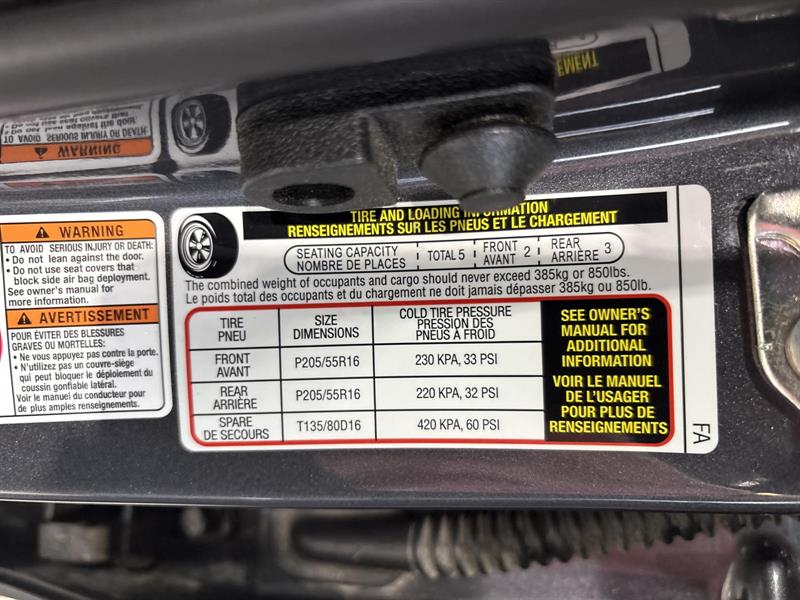 WARNING
TO AVOID SERIOUS INJURY OR DEATH:
• Do not lean against the door.
• Do not use seat covers that
block side air bag deployment.
See owner's manual for
more information.
AVERTISSEMENT
POUR ÉVITER DES BLESSURES
GRAVES OU MORTELLES:
• Ne vous appuyez pas contre la porte.
• N'utilizez pas un couvre-siège
qui peut bloquer le déploiement du
coussin gonflable latéral.
Voir le manuel du conducteur pour
de plus amples renseignements.
TIRE AND LOADING INFORMATION
RENSEIGNEMENTS SUR LES PNEUS ET LE CHARGEMENT
SEATING CAPACITY
NOMBRE DE PLACES
TOTAL 5
FRONT
AVANT 2
REAR
ARRIÈRE 3
The combined weight of occupants and cargo should never exceed 385kg or 850lbs.
Le poids total des occupants et du chargement ne doit jamais dépasser 385kg ou 850lb.
TIRE
PNEU
SIZE
DIMENSIONS
COLD TIRE PRESSURE
PRESSION DES
PNEUS À FROID
FRONT
AVANT
P205/55R16
230 KPA, 33 PSI
REAR
ARRIÈRE
P205/55R16
220 KPA, 32 PSI
SPARE
DE SECOURS
T135/80D16
420 KPA, 60 PSI
SEE OWNER'S
MANUAL FOR
ADDITIONAL
INFORMATION
VOIR LE MANUEL
DE L'USAGER
POUR PLUS DE
RENSEIGNEMENTS
FA